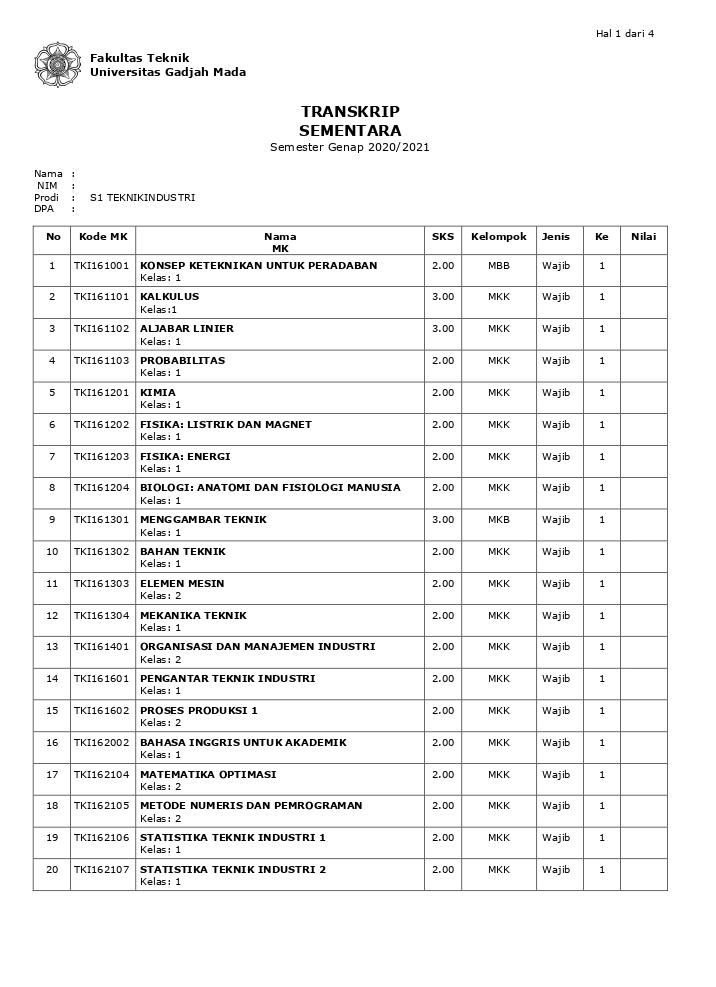 Hal 1 dari 4
Fakultas Teknik
Universitas Gadjah Mada
TRANSKRIP
SEMENTARA
Semester Genap 2020/2021
Nama :
NIM :
Prodi : S1 TEKNIKINDUSTRI
DPA :
No Kode MK Nama MK SKS Kelompok Jenis Ke Nilai
1 TKI161001 KONSEP KETEKNIKAN UNTUK PERADABAN 2.00 MBB Wajib 1
Kelas: 1
2 TKI161101 KALKULUS 3.00 MKK Wajib 1
Kelas:1
3 TKI161102 ALJABAR LINIER 3.00 MKK Wajib 1
Kelas: 1
4 TKI161103 PROBABILITAS 2.00 MKK Wajib 1
Kelas: 1
5 TKI161201 KIMIA 2.00 MKK Wajib 1
Kelas: 1
6 TKI161202 FISIKA: LISTRIK DAN MAGNET 2.00 MKK Wajib 1
Kelas: 1
7 TKI161203 FISIKA: ENERGI 2.00 MKK Wajib 1
Kelas: 1
8 TKI161204 BIOLOGI: ANATOMI DAN FISIOLOGI MANUSIA 2.00 MKK Wajib 1
Kelas: 1
9 TKI161301 MENGGAMBAR TEKNIK 3.00 MKB Wajib 1
Kelas: 1
10 TKI161302 BAHAN TEKNIK 2.00 MKK Wajib 1
Kelas: 1
11 TKI161303 ELEMEN MESIN 2.00 MKK Wajib 1
Kelas: 2
12 TKI161304 MEKANIKA TEKNIK 2.00 MKK Wajib 1
Kelas: 1
13 TKI161401 ORGANISASI DAN MANAJEMEN INDUSTRI 2.00 MKK Wajib 1
Kelas: 2
14 TKI161601 PENGANTAR TEKNIK INDUSTRI 2.00 MKK Wajib 1
Kelas: 1
15 TKI161602 PROSES PRODUKSI 1 2.00 MKK Wajib 1
Kelas: 2
16 TKI162002 BAHASA INGGRIS UNTUK AKADEMIK 2.00 MKK Wajib 1
Kelas: 1
17 TKI162104 MATEMATIKA OPTIMASI 2.00 MKK Wajib 1
Kelas: 2
18 TKI162105 METODE NUMERIS DAN PEMROGRAMAN 2.00 MKK Wajib 1
Kelas: 2
19 TKI162106 STATISTIKA TEKNIK INDUSTRI 1 2.00 MKK Wajib 1
Kelas: 1
20 TKI162107 STATISTIKA TEKNIK INDUSTRI 2 2.00 MKK Wajib 1
Kelas: 1